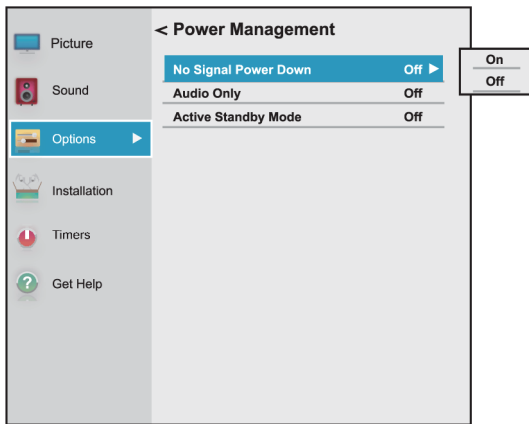 Picture
Sound
Options
Installation
Timers
Get Help
< Power Management
No Signal Power Down Off
Audio Only Off
Active Standby Mode Off
On
Off